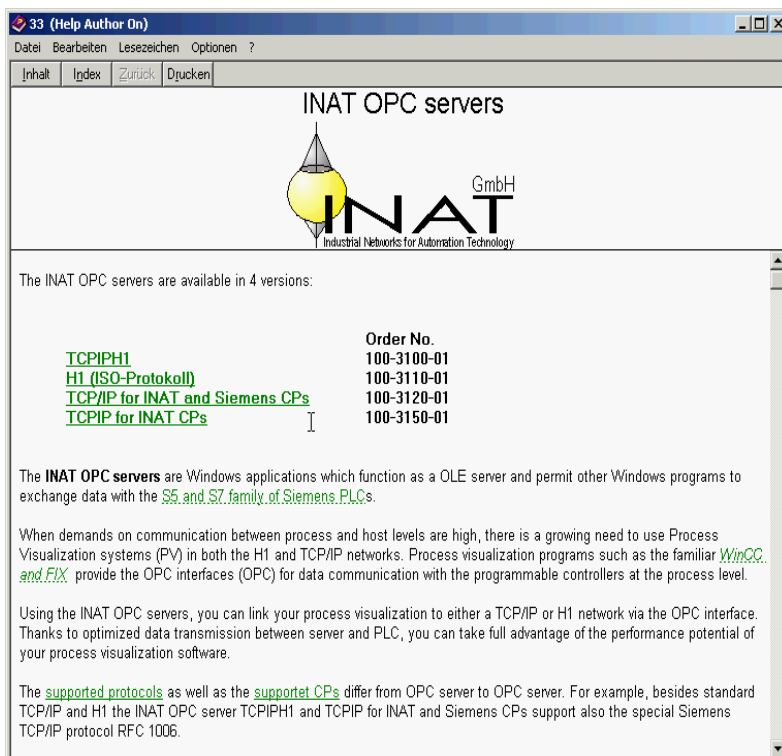 33 (Help Author On)
Datei Bearbeiten Lesezeichen Optionen ?
Inhalt Index Zurück Drucken
INAT OPC servers
GmbH
INAT
Industrial Networks for Automation Technology
The INAT OPC servers are available in 4 versions:
Order No.
TCPIPH1 100-3100-01
H1 (ISO-Protokoll) 100-3110-01
TCP/IP for INAT and Siemens CPs 100-3120-01
TCPIP for INAT CPs 100-3150-01
The INAT OPC servers are Windows applications which function as a OLE server and permit other Windows programs to
exchange data with the S5 and S7 family of Siemens PLCs.
When demands on communication between process and host levels are high, there is a growing need to use Process
Visualization systems (PV) in both the H1 and TCP/IP networks. Process visualization programs such as the familiar WinCC
and FIX provide the OPC interfaces (OPC) for data communication with the programmable controllers at the process level.
Using the INAT OPC servers, you can link your process visualization to either a TCP/IP or H1 network via the OPC interface.
Thanks to optimized data transmission between server and PLC, you can take full advantage of the performance potential of
your process visualization software.
The supported protocols as well as the supportet CPs differ from OPC server to OPC server. For example, besides standard
TCP/IP and H1 the INAT OPC server TCPIPH1 and TCPIP for INAT and Siemens CPs support also the special Siemens
TCP/IP protocol RFC 1006.